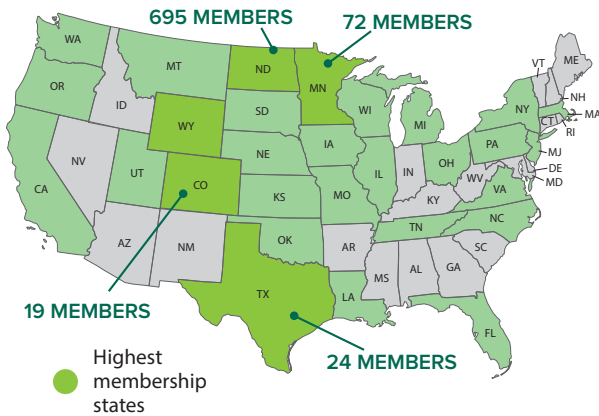 695 MEMBERS
72 MEMBERS
WA
MT
ND
MN
VT
ME
OR
ID
SD
WI
MI
NY
NH
MA
CT
RI
WY
IA
PA
MJ
NV
NE
IL
IN
OH
DE
MD
WV
UT
CO
KS
MO
KY
VA
CA
NC
TN
AZ
NM
OK
AR
SC
MS
AL
GA
TX
LA
FL
19 MEMBERS
24 MEMBERS
Highest
membership
states